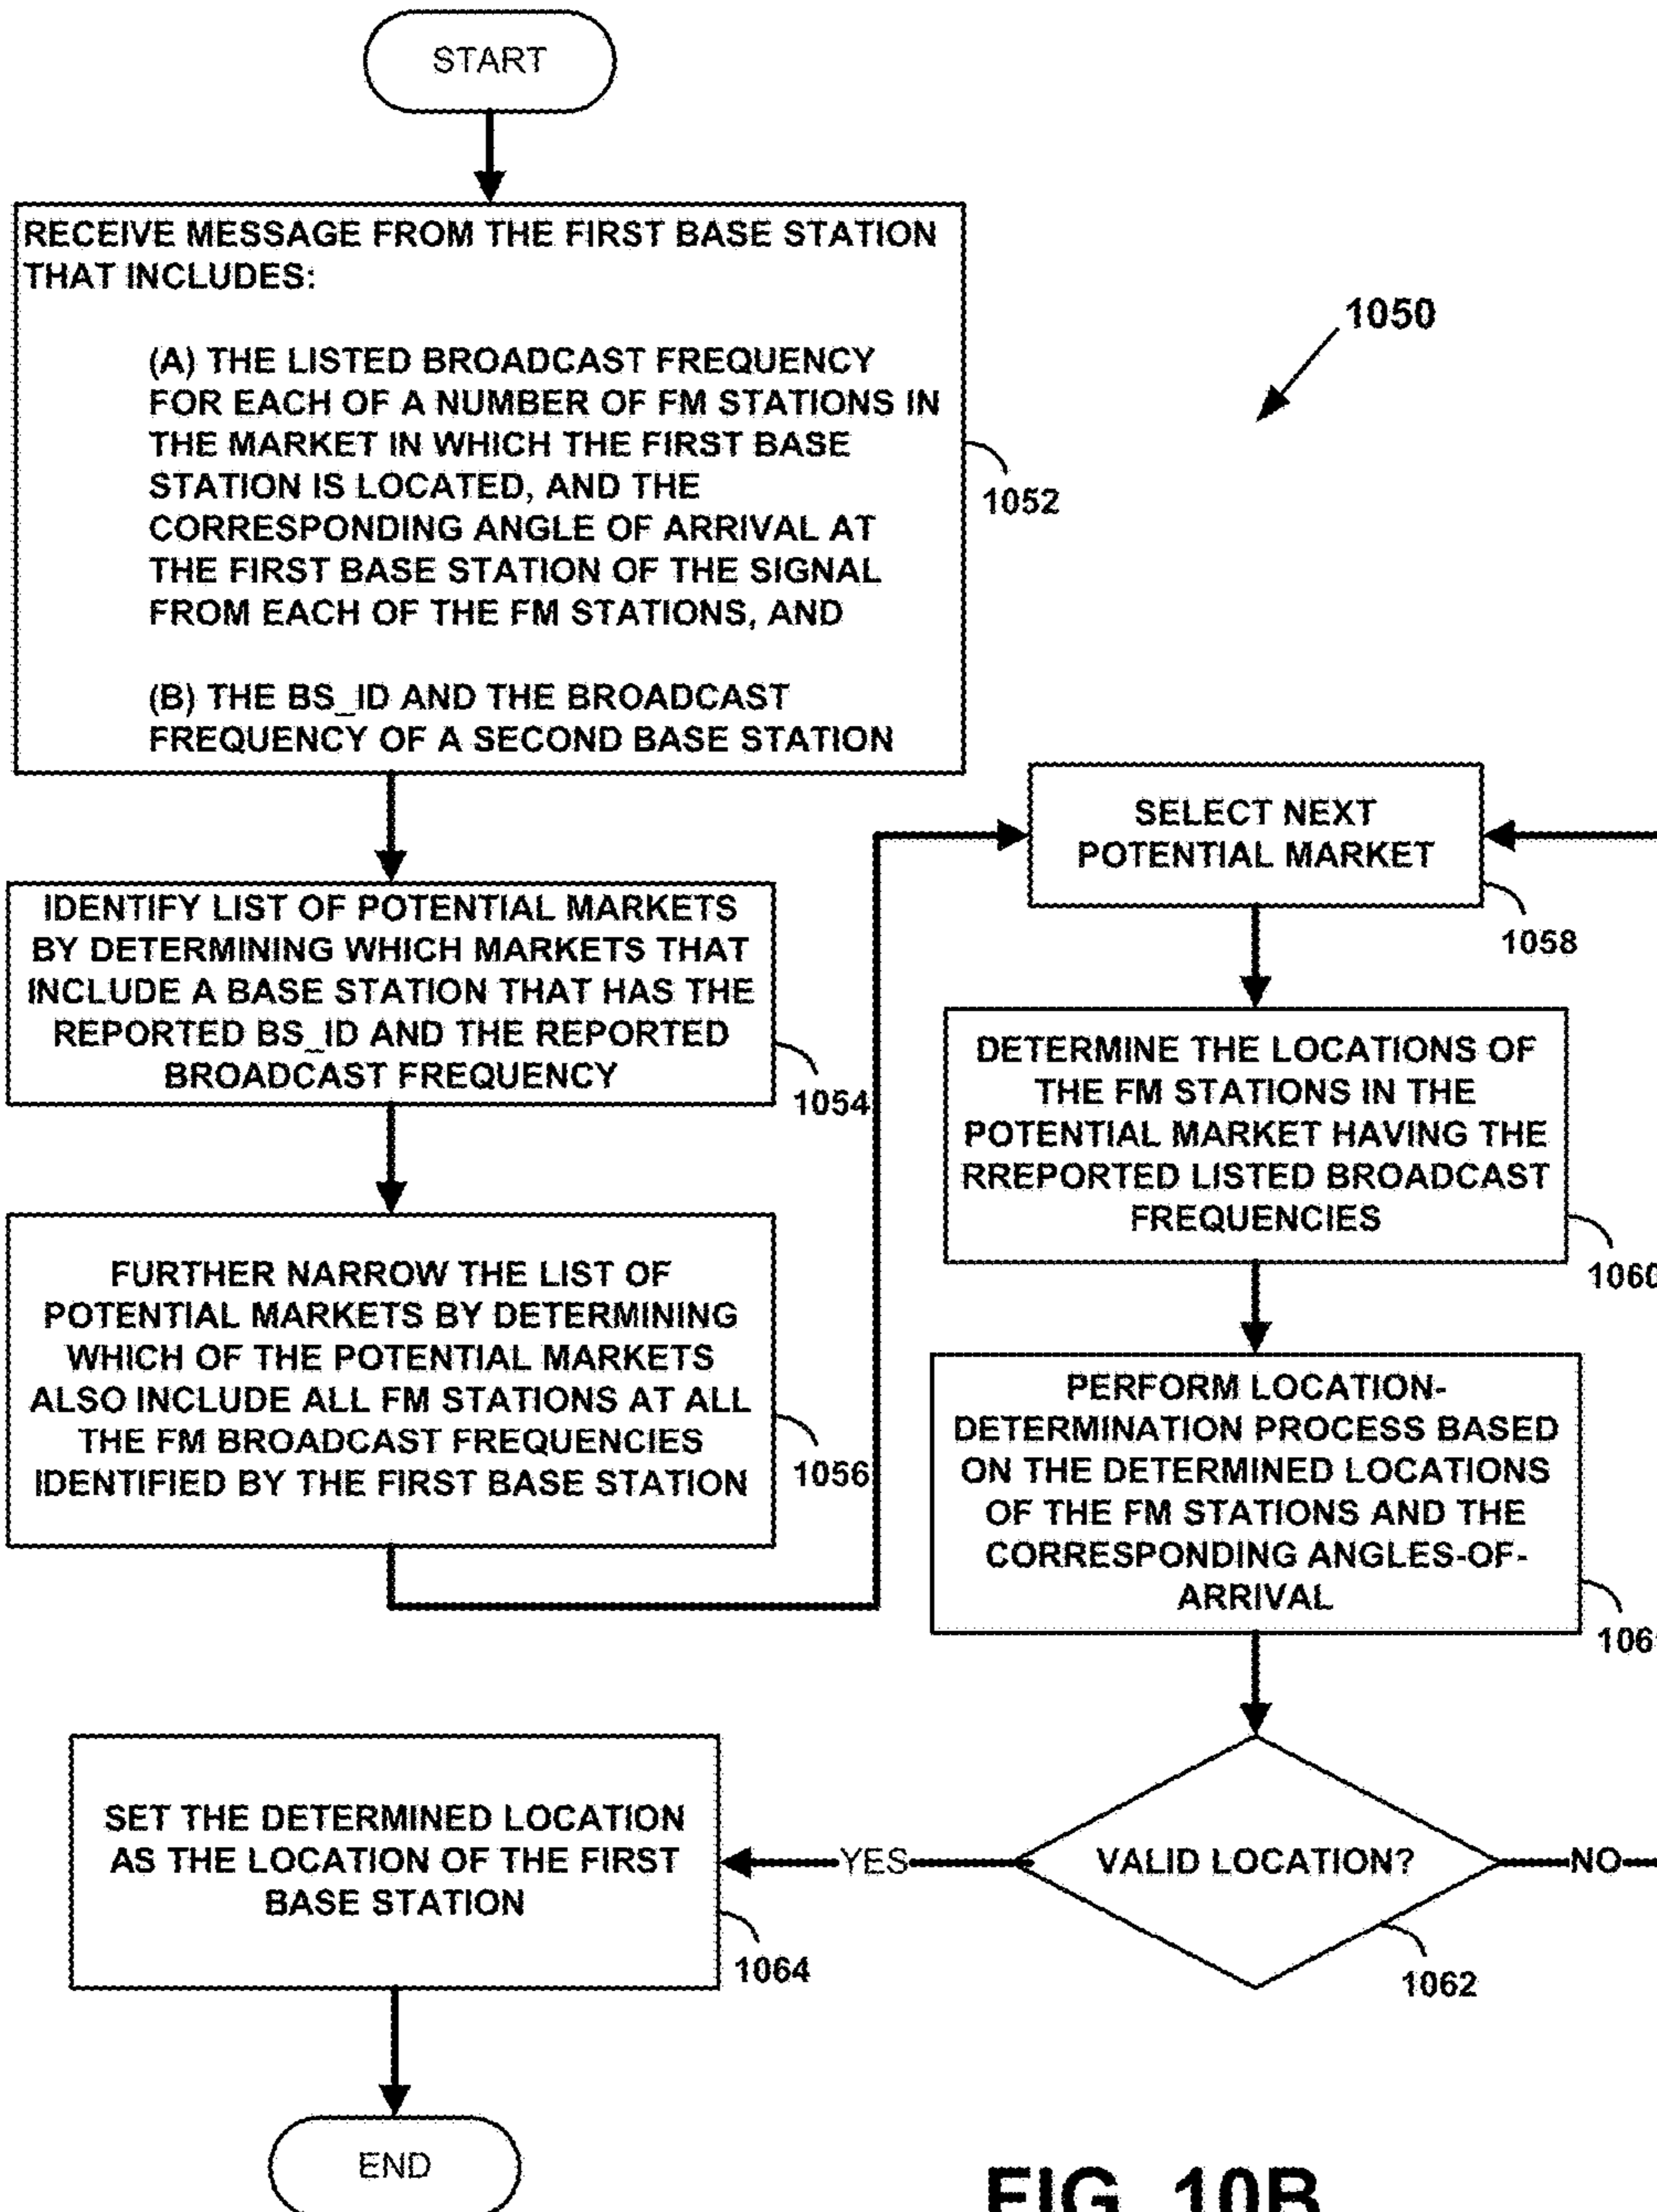 START
RECEIVE MESSAGE FROM THE FIRST BASE STATION
THAT INCLUDES:
(A) THE LISTED BROADCAST FREQUENCY
FOR EACH OF A NUMBER OF FM STATIONS IN
THE MARKET IN WHICH THE FIRST BASE
STATION IS LOCATED, AND THE
CORRESPONDING ANGLE OF ARRIVAL AT
THE FIRST BASE STATION OF THE SIGNAL
FROM EACH OF THE FM STATIONS, AND
(B) THE BS_ID AND THE BROADCAST
FREQUENCY OF A SECOND BASE STATION
1052
1050
IDENTIFY LIST OF POTENTIAL MARKETS
BY DETERMINING WHICH MARKETS THAT
INCLUDE A BASE STATION THAT HAS THE
REPORTED BS_ID AND THE REPORTED
BROADCAST FREQUENCY
1054
FURTHER NARROW THE LIST OF
POTENTIAL MARKETS BY DETERMINING
WHICH OF THE POTENTIAL MARKETS
ALSO INCLUDE ALL FM STATIONS AT ALL
THE FM BROADCAST FREQUENCIES
IDENTIFIED BY THE FIRST BASE STATION
1056
SELECT NEXT
POTENTIAL MARKET
1058
DETERMINE THE LOCATIONS OF
THE FM STATIONS IN THE
POTENTIAL MARKET HAVING THE
RREPORTED LISTED BROADCAST
FREQUENCIES
1060
PERFORM LOCATION-
DETERMINATION PROCESS BASED
ON THE DETERMINED LOCATIONS
OF THE FM STATIONS AND THE
CORRESPONDING ANGLES-OF-
ARRIVAL
VALID LOCATION?
1062
YES
NO
SET THE DETERMINED LOCATION
AS THE LOCATION OF THE FIRST
BASE STATION
1064
END
FIG. 10B